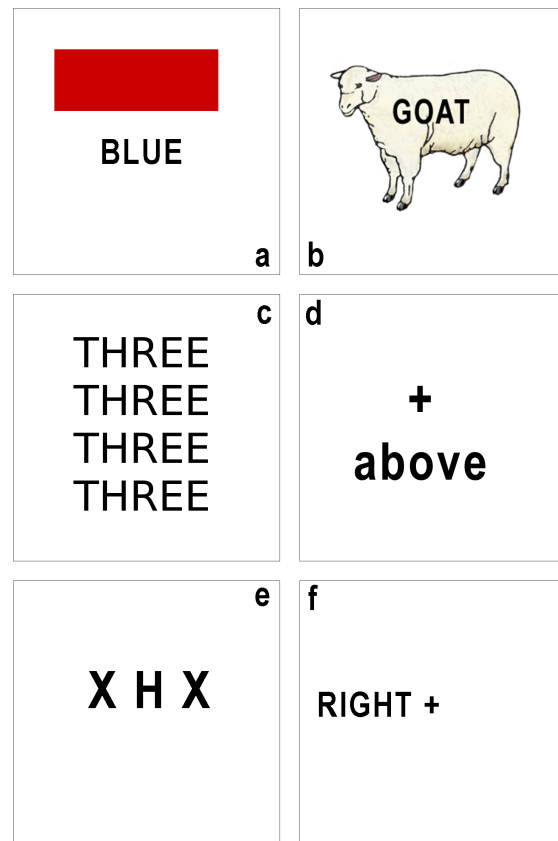 BLUE
a
GOAT
b
c
THREE
THREE
THREE
THREE
d
+
above
e
X H X
f
RIGHT +